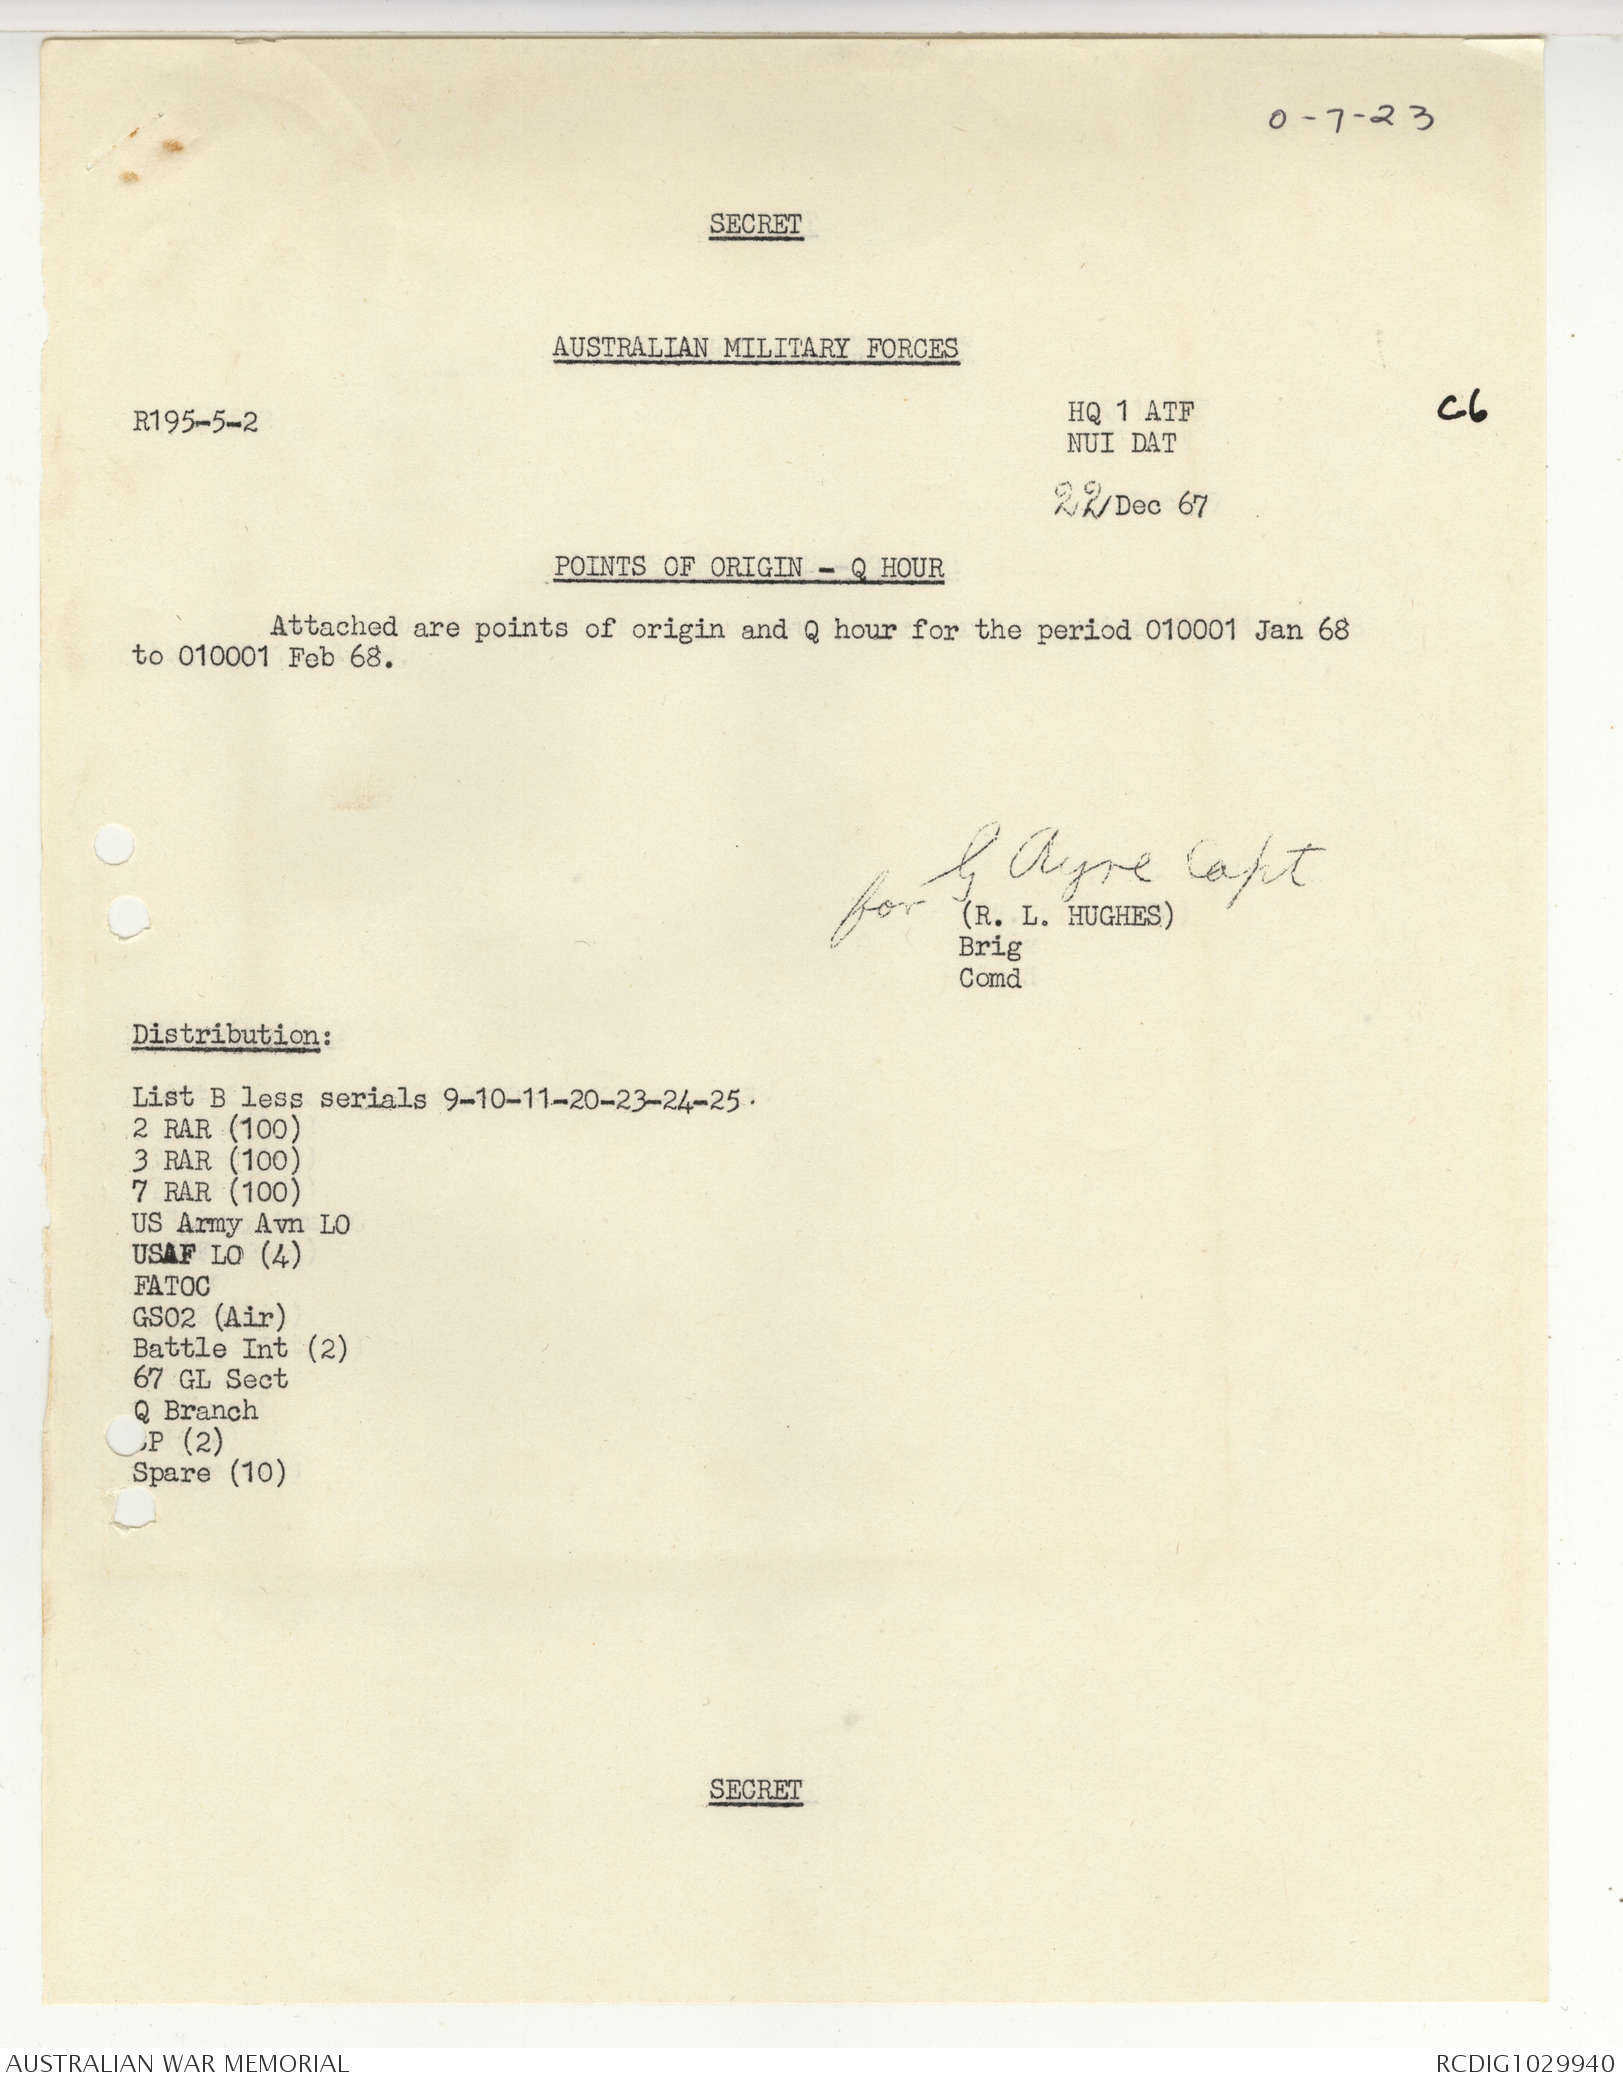 0-7-23
SECRET
AUSTRALIAN MILITARY FORCES
R195-5-2
HQ 1 ATF
C6
NUI DAT
22/Dec 67
POINTS OF ORIGIN - Q HOUR
Attached are points of origin and Q hour for the period 010001 Jan 68
to 010001 Feb 68.
for G Ayre Capt
(R. L. HUGHES)
Brig
Comd
Distribution:
List B less serials 9-10-11-20-23-24-25.
2 RAR (100)
3 RAR (100)
7 RAR (100)
US Army Avn LO
USAF LO (4)
FATOC
GSO2 (Air)
Battle Int (2)
67 GL Sect
Q Branch
P (2)
Spare (10)
SECRET
AUSTRALIAN WAR MEMORIAL
RCDIG1029940